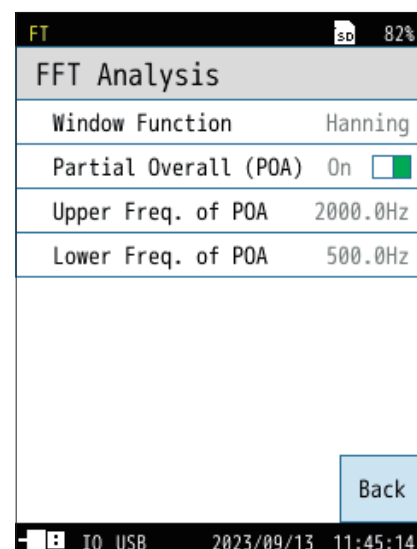 FT SD 82%
FFT Analysis
Window Function Hanning
Partial Overall (POA) On
Upper Freq. of POA 2000.0Hz
Lower Freq. of POA 500.0Hz
Back
IO USB 2023/09/13 11:45:14